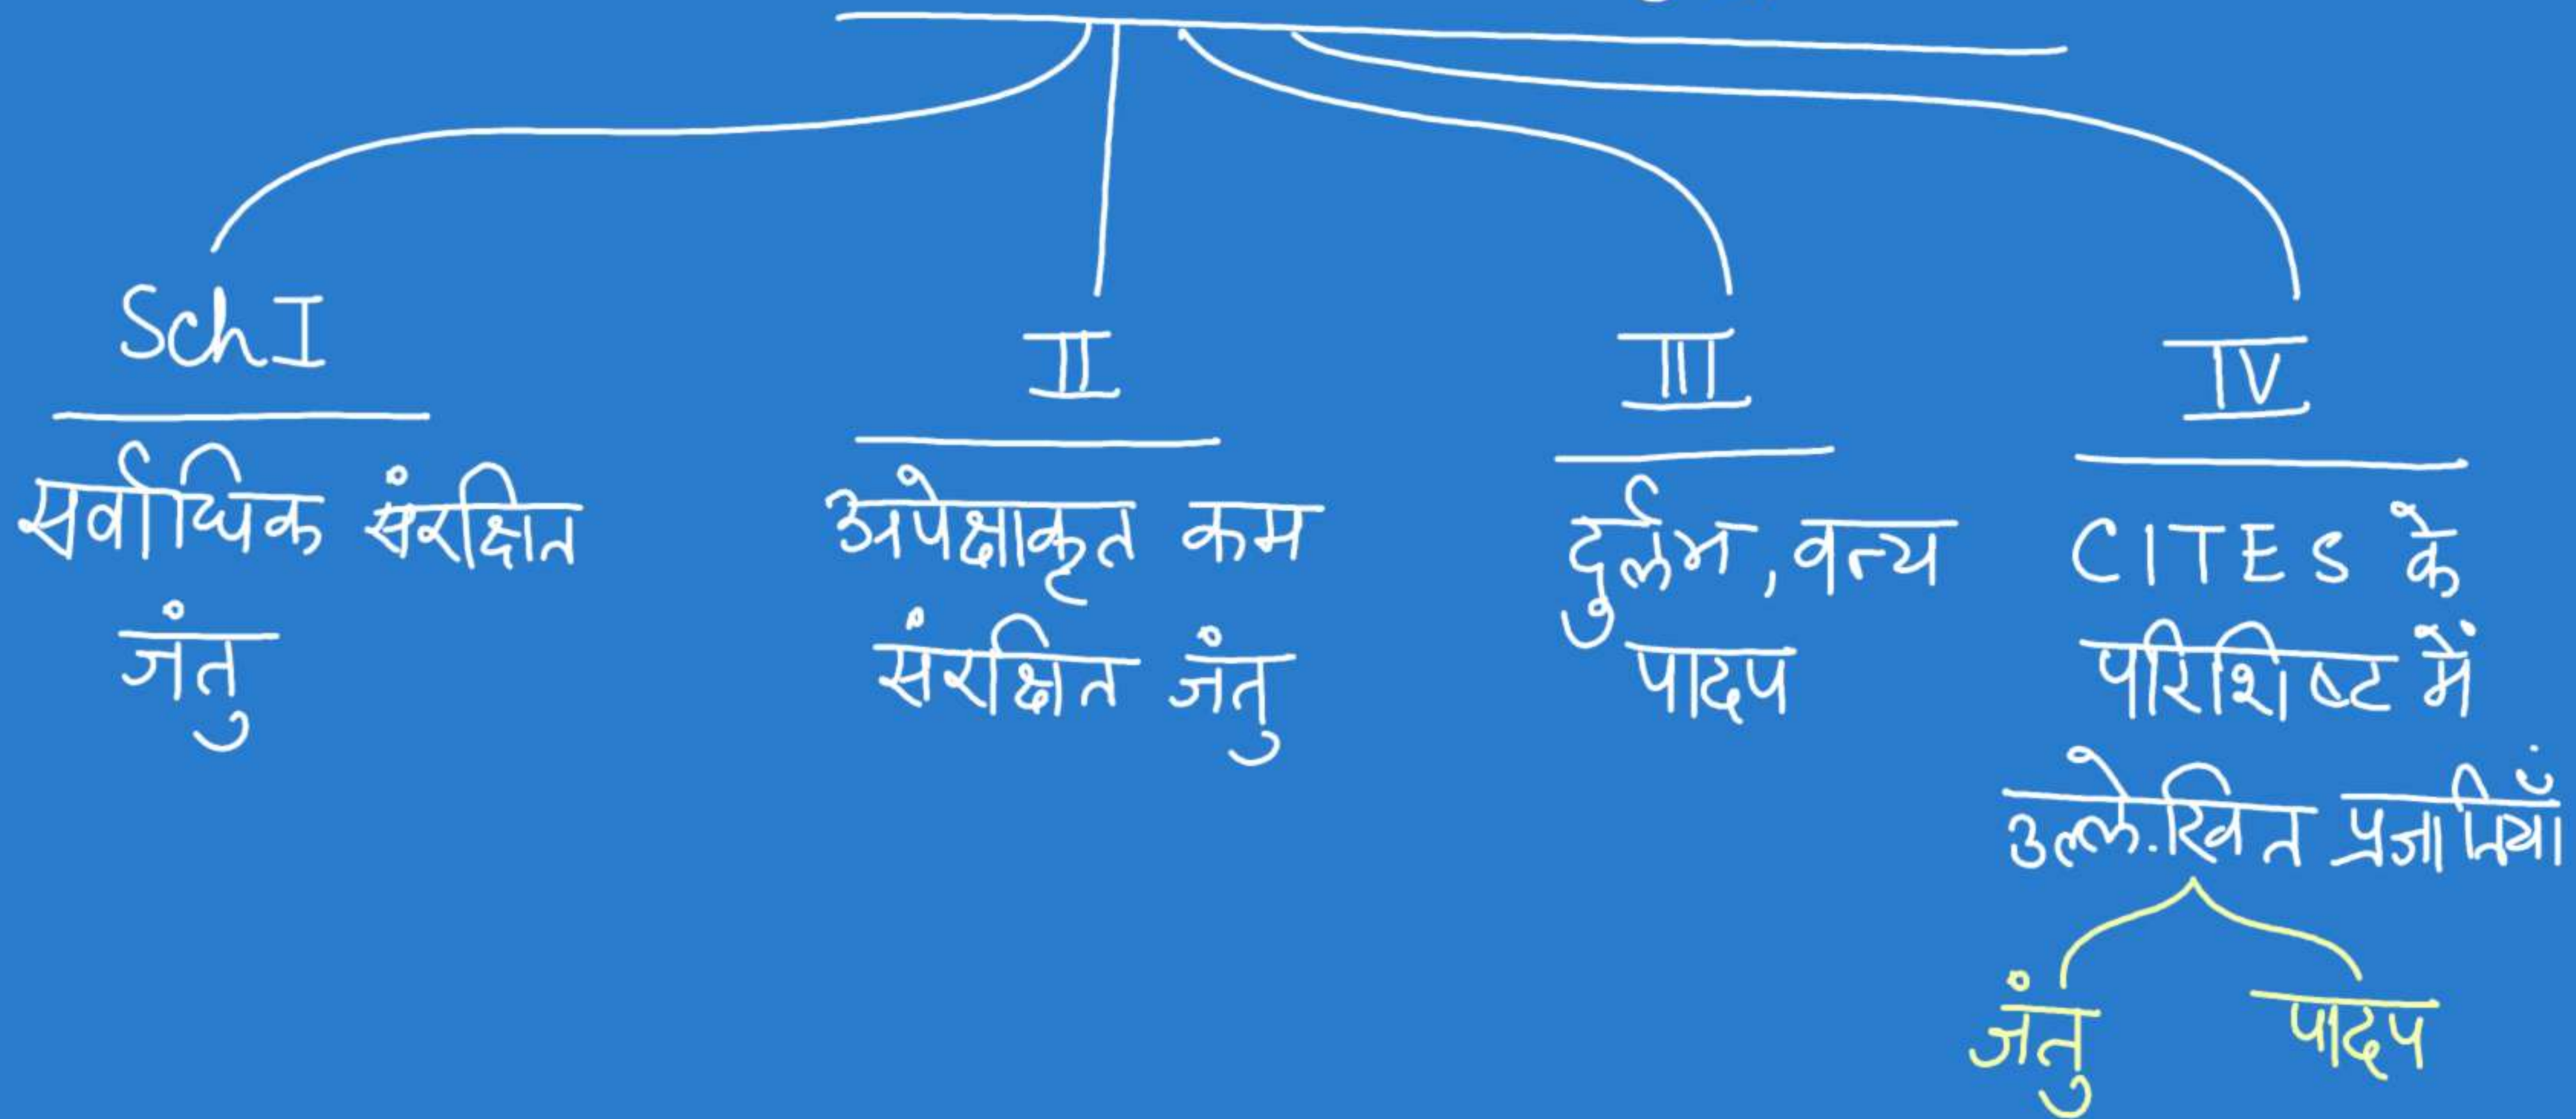 Sch I
सर्वाधिक संरक्षित
जंतु
II
अपेक्षाकृत कम
संरक्षित जंतु
III
दुर्लभ, वन्य
पादप
IV
CITES के
परिशिष्ट में
उल्लेखित प्रजातियाँ
जंतु पादप